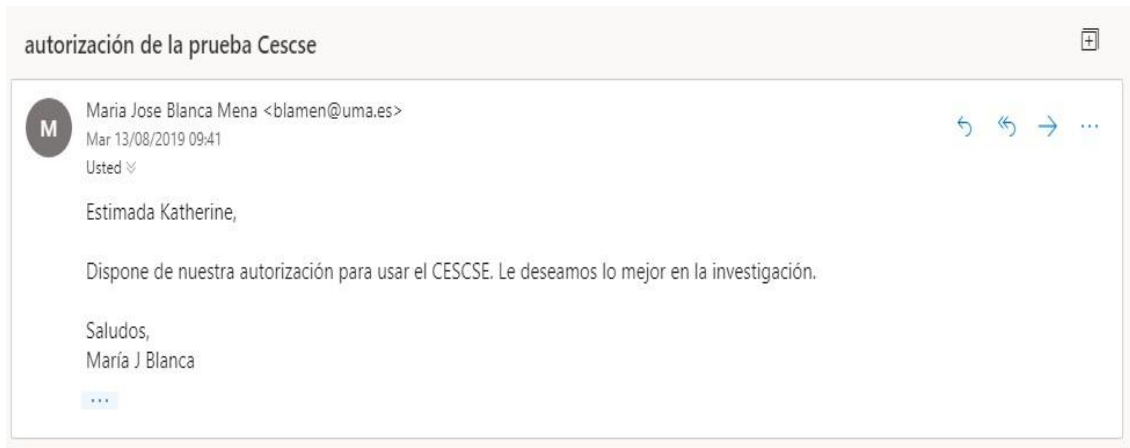 autorización de la prueba Cescse
M
Maria Jose Blanca Mena <blamen@uma.es>
Mar 13/08/2019 09:41
Usted
Estimada Katherine,
Dispone de nuestra autorización para usar el CESCSE. Le deseamos lo mejor en la investigación.
Saludos,
María J Blanca
...